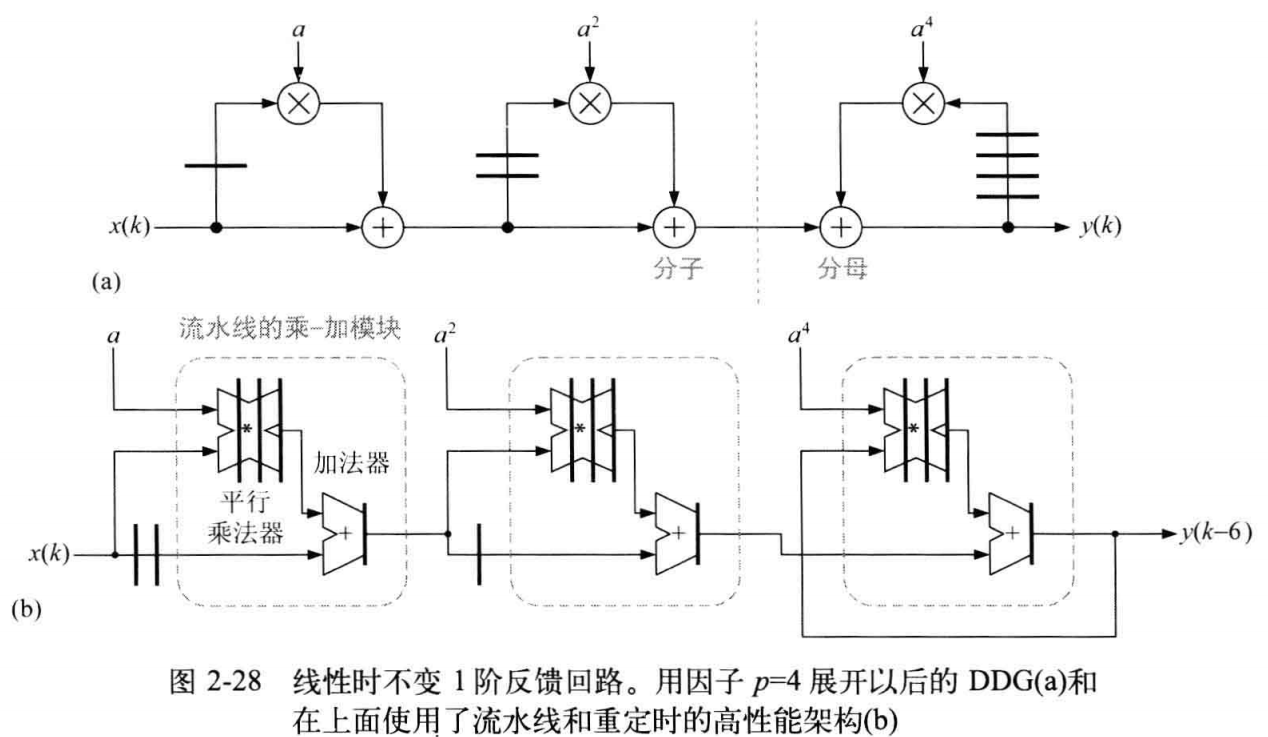 a a² a⁴
x(k) + + + y(k)
分子 分母
(a)
流水线的乘-加模块
a a² a⁴
* * *
加法器
平行
乘法器
+ + +
x(k) y(k−6)
(b)
图 2-28 线性时不变 1 阶反馈回路。用因子 p=4 展开以后的 DDG(a)和
在上面使用了流水线和重定时的高性能架构(b)